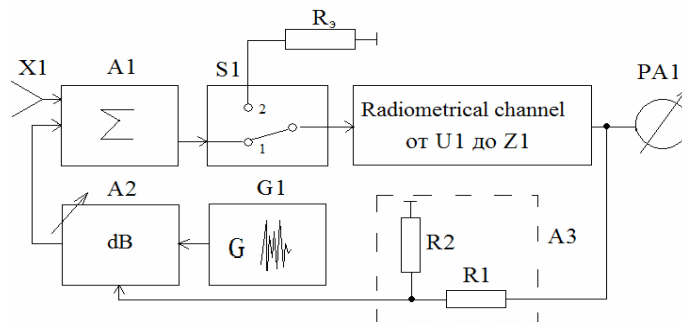 Rэ
X1
A1
S1
PA1
Σ
2
1
Radiometrical channel
от U1 до Z1
A2
G1
dB
G
R2
A3
R1